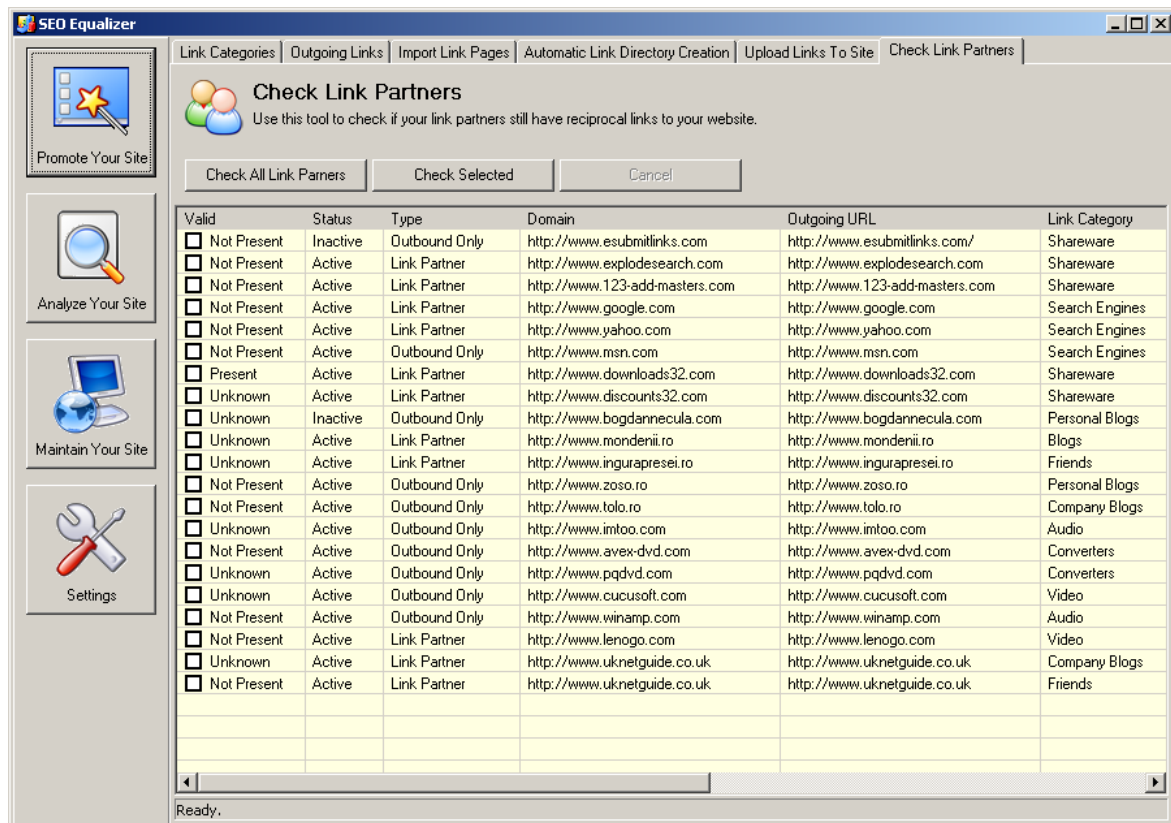 SEO Equalizer
Link Categories Outgoing Links Import Link Pages Automatic Link Directory Creation Upload Links To Site Check Link Partners
Check Link Partners
Use this tool to check if your link partners still have reciprocal links to your website.
Promote Your Site
Check All Link Parners Check Selected Cancel
Analyze Your Site
Maintain Your Site
Settings
Valid Status Type Domain Outgoing URL Link Category
Not Present Inactive Outbound Only http://www.esubmitlinks.com http://www.esubmitlinks.com/ Shareware
Not Present Active Link Partner http://www.explodesearch.com http://www.explodesearch.com Shareware
Not Present Active Link Partner http://www.123-add-masters.com http://www.123-add-masters.com Shareware
Not Present Active Link Partner http://www.google.com http://www.google.com Search Engines
Not Present Active Link Partner http://www.yahoo.com http://www.yahoo.com Search Engines
Not Present Active Outbound Only http://www.msn.com http://www.msn.com Search Engines
Present Active Link Partner http://www.downloads32.com http://www.downloads32.com Shareware
Unknown Active Link Partner http://www.discounts32.com http://www.discounts32.com Shareware
Unknown Inactive Outbound Only http://www.bogdannecula.com http://www.bogdannecula.com Personal Blogs
Unknown Active Link Partner http://www.mondenii.ro http://www.mondenii.ro Blogs
Unknown Active Link Partner http://www.ingurapresei.ro http://www.ingurapresei.ro Friends
Not Present Active Outbound Only http://www.zoso.ro http://www.zoso.ro Personal Blogs
Not Present Active Outbound Only http://www.tolo.ro http://www.tolo.ro Company Blogs
Unknown Active Outbound Only http://www.imtoo.com http://www.imtoo.com Audio
Not Present Active Outbound Only http://www.avex-dvd.com http://www.avex-dvd.com Converters
Unknown Active Outbound Only http://www.pqdvd.com http://www.pqdvd.com Converters
Unknown Active Outbound Only http://www.cucusoft.com http://www.cucusoft.com Video
Not Present Active Outbound Only http://www.winamp.com http://www.winamp.com Audio
Not Present Active Link Partner http://www.lenogo.com http://www.lenogo.com Video
Unknown Active Link Partner http://www.uknetguide.co.uk http://www.uknetguide.co.uk Company Blogs
Not Present Active Link Partner http://www.uknetguide.co.uk http://www.uknetguide.co.uk Friends
Ready.